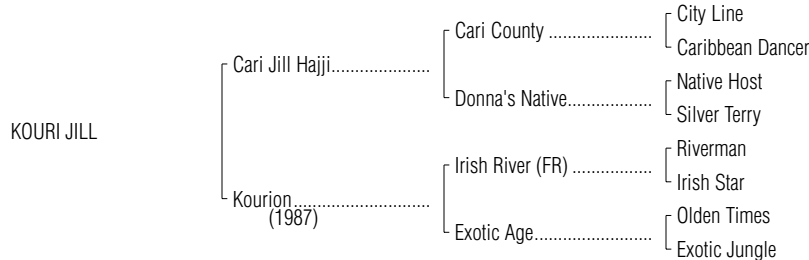 City Line
Cari County ......................
Caribbean Dancer
Cari Jill Hajji.....................
Native Host
Donna's Native..................
Silver Terry
KOURI JILL
Riverman
Irish River (FR) .................
Irish Star
Kourion.............................
(1987)
Olden Times
Exotic Age.........................
Exotic Jungle